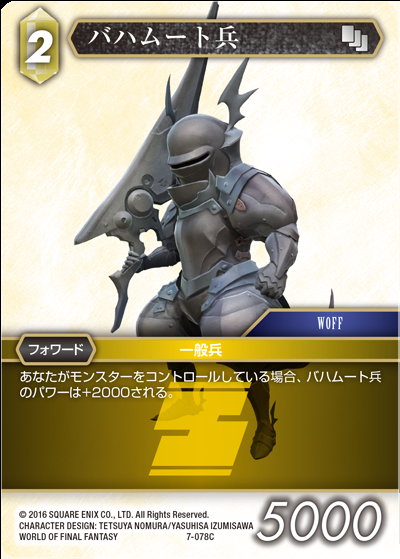 2
バハムート兵
WOFF
フォワード
一般兵
あなたがモンスターをコントロールしている場合、バハムート兵
のパワーは+2000される。
土
© 2016 SQUARE ENIX CO., LTD. All Rights Reserved.
CHARACTER DESIGN: TETSUYA NOMURA/YASUHISA IZUMISAWA
WORLD OF FINAL FANTASY 7-078C
5000